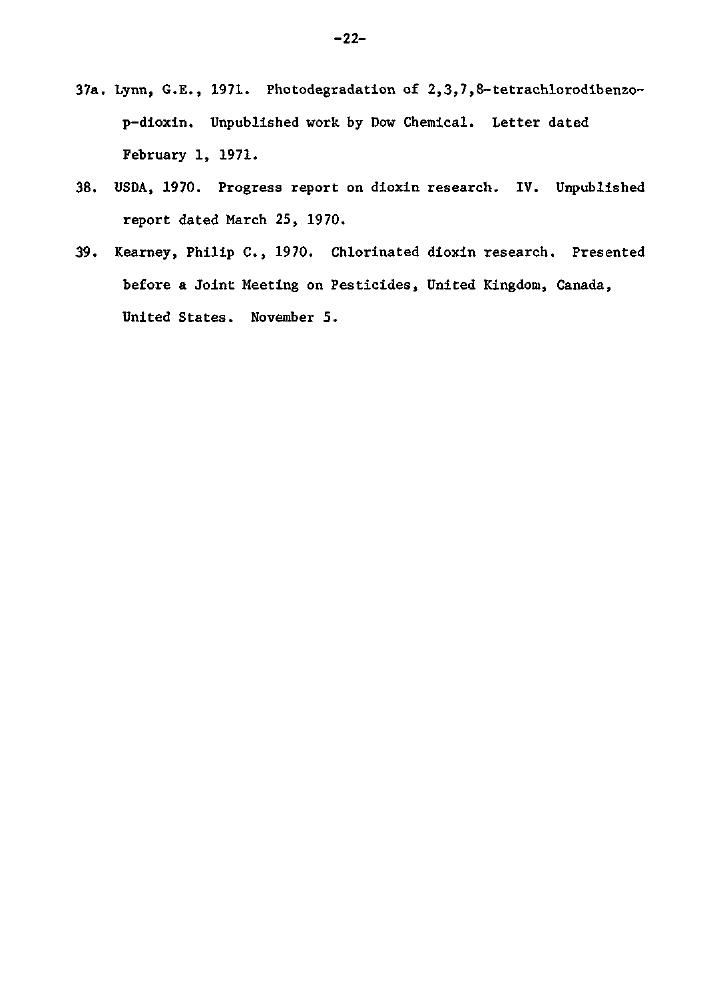 -22-
37a. Lynn, G.E., 1971. Photodegradation of 2,3,7,8-tetrachlorodibenzo-
p-dioxin. Unpublished work by Dow Chemical. Letter dated
February 1, 1971.
38. USDA, 1970. Progress report on dioxin research. IV. Unpublished
report dated March 25, 1970.
39. Kearney, Philip C., 1970. Chlorinated dioxin research. Presented
before a Joint Meeting on Pesticides, United Kingdom, Canada,
United States. November 5.